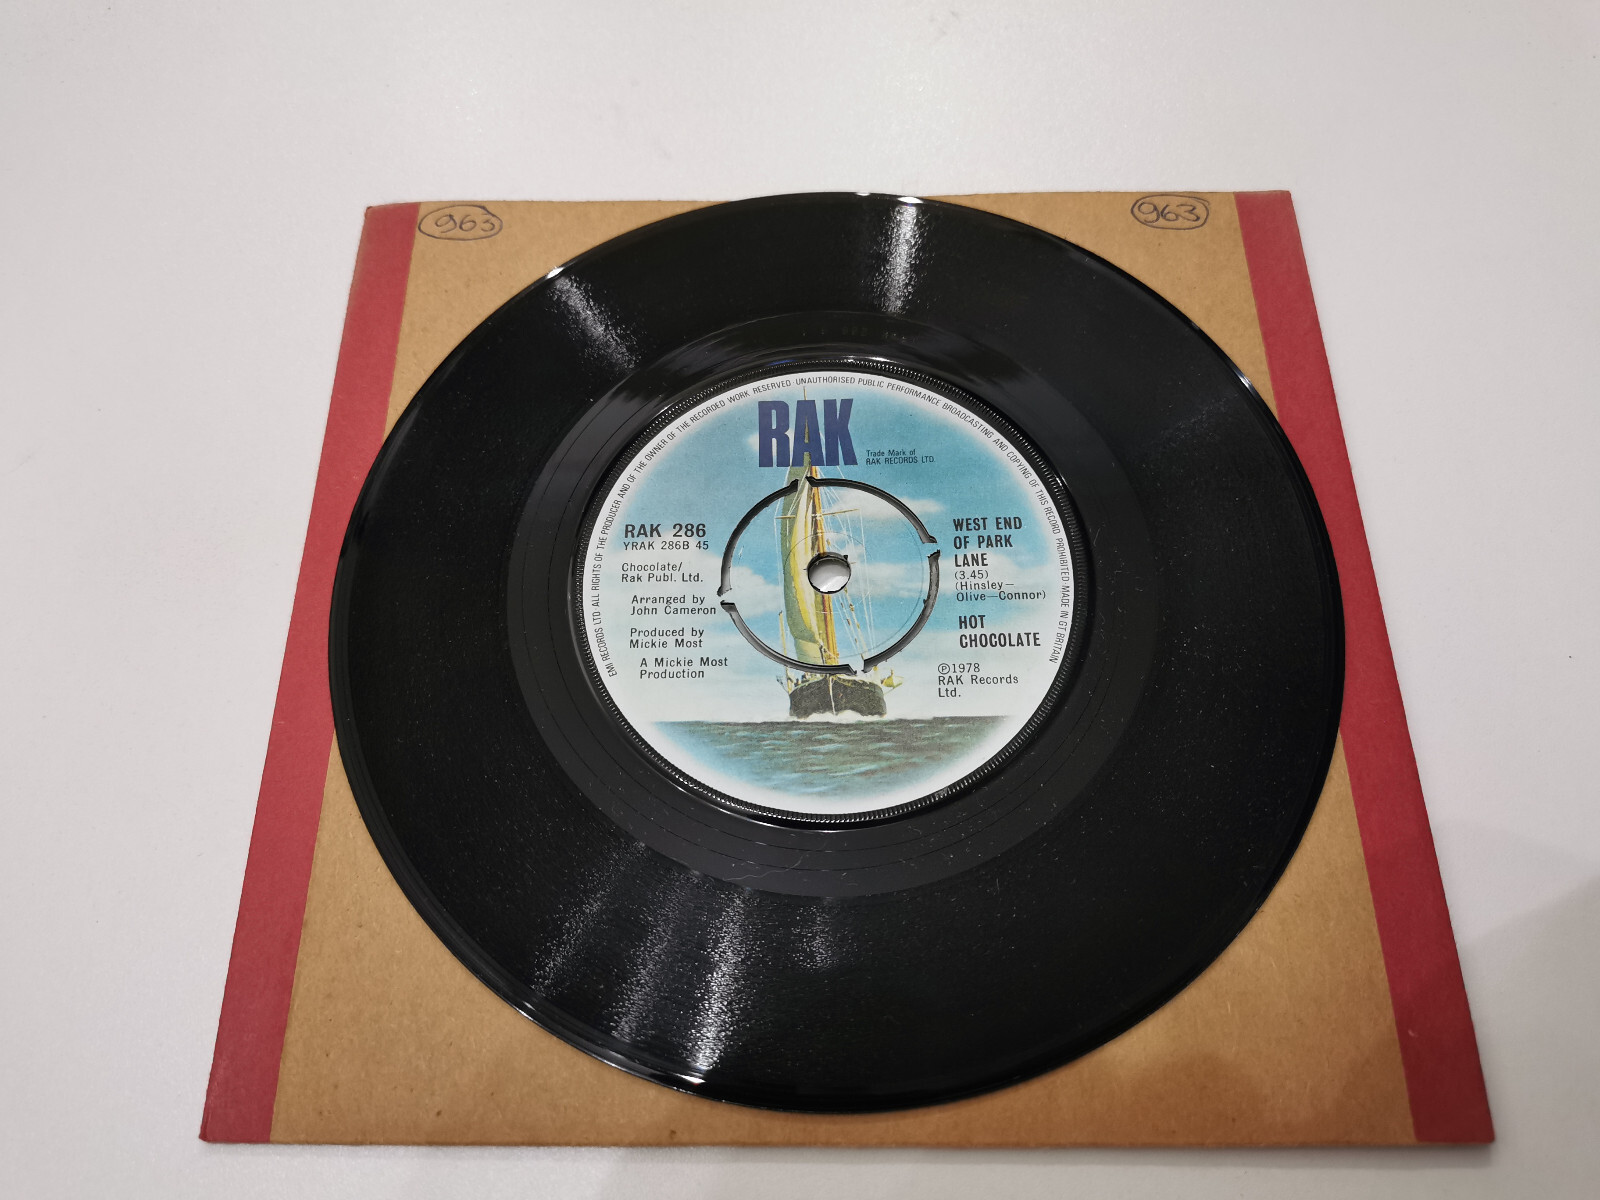 963
963
EMI RECORDS LTD ALL RIGHTS OF THE PRODUCER AND OF THE OWNER OF THE RECORDED WORK RESERVED·UNAUTHORISED PUBLIC PERFORMANCE BROADCASTING AND COPYING OF THIS RECORD PROHIBITED·MADE IN GT BRITAIN
RAK
Trade Mark of
RAK RECORDS LTD.
RAK 286
YRAK 286B 45
Chocolate/
Rak Publ. Ltd.
Arranged by
John Cameron
Produced by
Mickie Most
A Mickie Most
Production
WEST END
OF PARK
LANE
(3.45)
(Hinsley—
Olive—Connor)
HOT
CHOCOLATE
℗1978
RAK Records
Ltd.